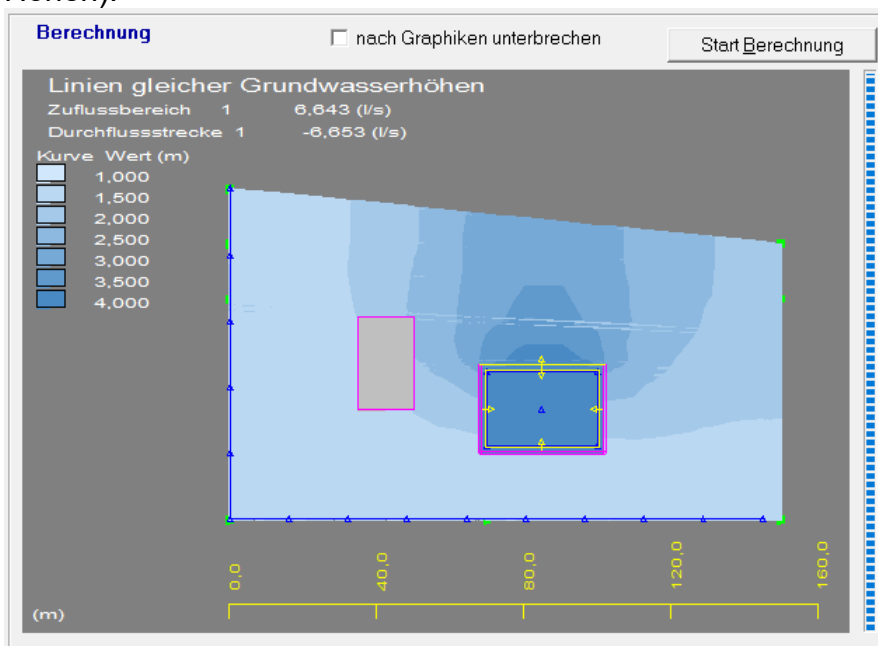 Berechnung
nach Graphiken unterbrechen
Start Berechnung
Linien gleicher Grundwasserhöhen
Zuflussbereich 1 6,643 (l/s)
Durchflussstrecke 1 -6,653 (l/s)
Kurve Wert (m)
1,000
1,500
2,000
2,500
3,000
3,500
4,000
0,0
40,0
80,0
120,0
160,0
(m)